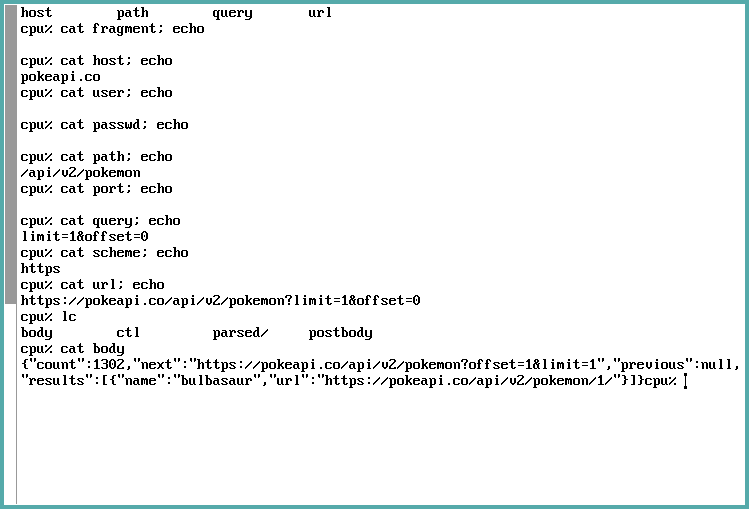 host        path        query       url
cpu% cat fragment; echo

cpu% cat host; echo
pokeapi.co
cpu% cat user; echo

cpu% cat passwd; echo

cpu% cat path; echo
/api/v2/pokemon
cpu% cat port; echo

cpu% cat query; echo
limit=1&offset=0
cpu% cat scheme; echo
https
cpu% cat url; echo
https://pokeapi.co/api/v2/pokemon?limit=1&offset=0
cpu% lc
body        ctl         parsed/     postbody
cpu% cat body
{"count":1302,"next":"https://pokeapi.co/api/v2/pokemon?offset=1&limit=1","previous":null,
"results":[{"name":"bulbasaur","url":"https://pokeapi.co/api/v2/pokemon/1/"}]}cpu%